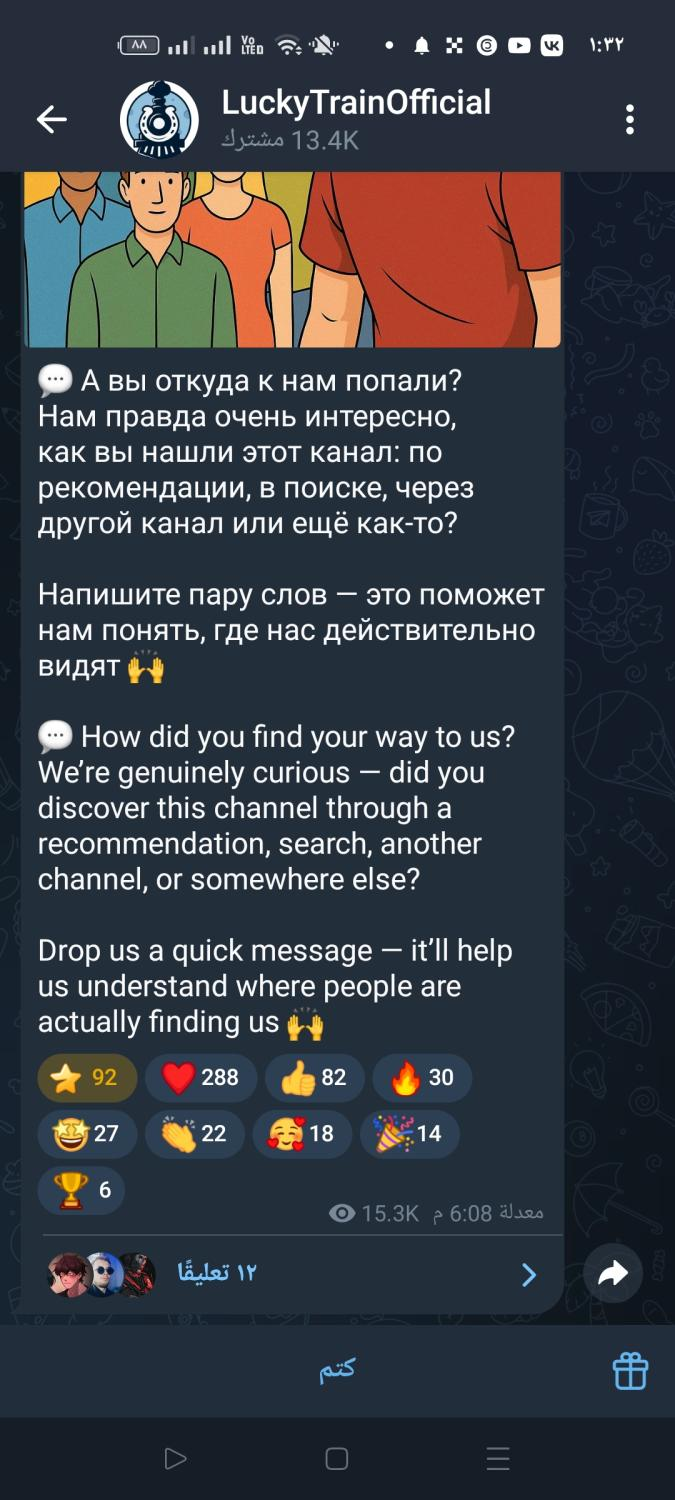 ٨٨
Vo
LTED
١:٣٢
LuckyTrainOfficial
13.4K مشترك
А вы откуда к нам попали?
Нам правда очень интересно,
как вы нашли этот канал: по
рекомендации, в поиске, через
другой канал или ещё как-то?
Напишите пару слов — это поможет
нам понять, где нас действительно
видят 🙌
How did you find your way to us?
We’re genuinely curious — did you
discover this channel through a
recommendation, search, another
channel, or somewhere else?
Drop us a quick message — it’ll help
us understand where people are
actually finding us 🙌
⭐ 92 ❤️ 288 👍 82 🔥 30
🤩 27 👏 22 🥰 18 🎉 14
🏆 6
15.3K معدلة 6:08 م
١٢ تعليقًا
كتم